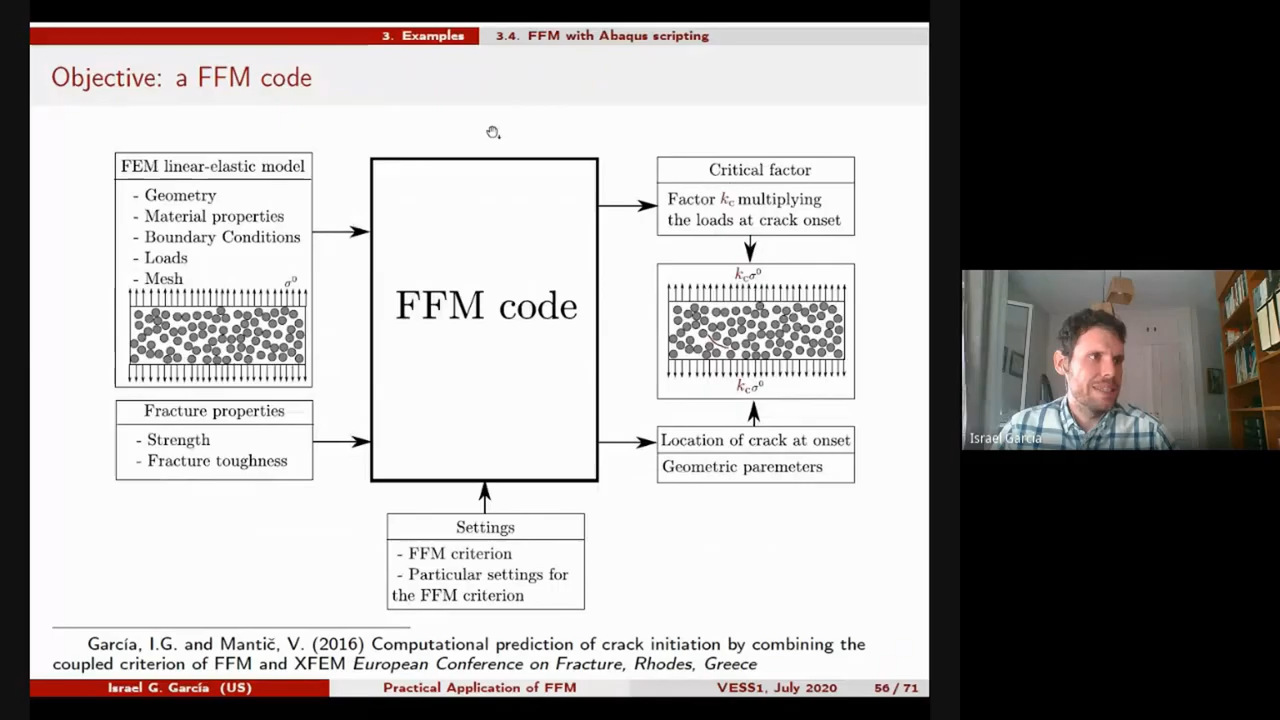 3. Examples 3.4. FFM with Abaqus scripting
Objective: a FFM code
FEM linear-elastic model
- Geometry
- Material properties
- Boundary Conditions
- Loads
- Mesh
σ⁰
Fracture properties
- Strength
- Fracture toughness
FFM code
Settings
- FFM criterion
- Particular settings for
the FFM criterion
Critical factor
Factor k_c multiplying
the loads at crack onset
k_cσ⁰
k_cσ⁰
Location of crack at onset
Geometric paremeters
García, I.G. and Mantič, V. (2016) Computational prediction of crack initiation by combining the
coupled criterion of FFM and XFEM European Conference on Fracture, Rhodes, Greece
Israel G. García (US) Practical Application of FFM VESS1, July 2020 56 / 71
Israel García